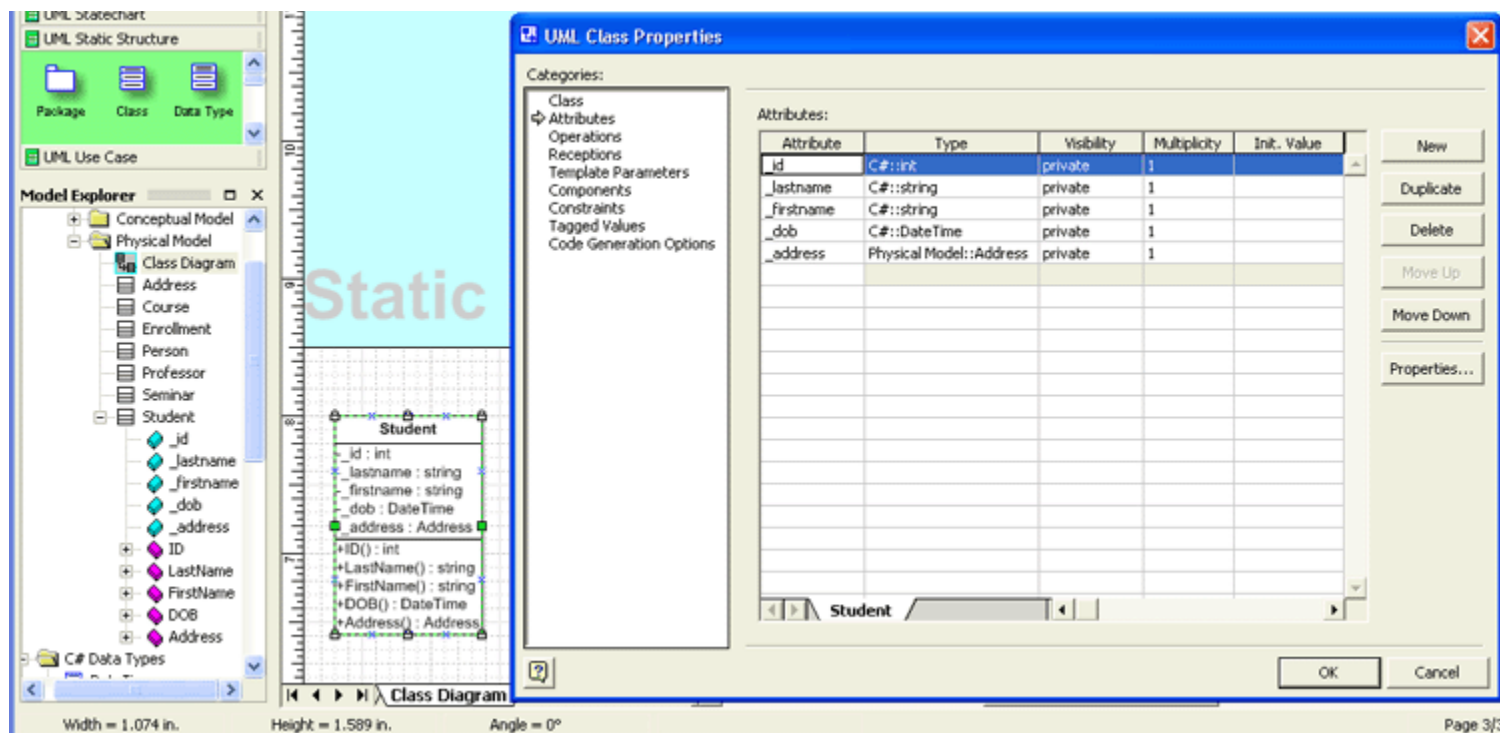 UML Statechart
UML Static Structure
Package Class Data Type
UML Use Case
Model Explorer
Conceptual Model
Physical Model
Class Diagram
Address
Course
Enrollment
Person
Professor
Seminar
Student
_id
_lastname
_firstname
_dob
_address
ID
LastName
FirstName
DOB
Address
C# Data Types
10
9
8
7
Static
Student
-_id : int
-_lastname : string
-_firstname : string
-_dob : DateTime
-_address : Address
+ID() : int
+LastName() : string
+FirstName() : string
+DOB() : DateTime
+Address() : Address
Class Diagram
UML Class Properties
Categories:
Class
Attributes
Operations
Receptions
Template Parameters
Components
Constraints
Tagged Values
Code Generation Options
Attributes:
Attribute Type Visibility Multiplicity Init. Value
_id C#::int private 1
_lastname C#::string private 1
_firstname C#::string private 1
_dob C#::DateTime private 1
_address Physical Model::Address private 1
Student
New
Duplicate
Delete
Move Up
Move Down
Properties...
OK Cancel
Width = 1.074 in. Height = 1.589 in. Angle = 0° Page 3/3